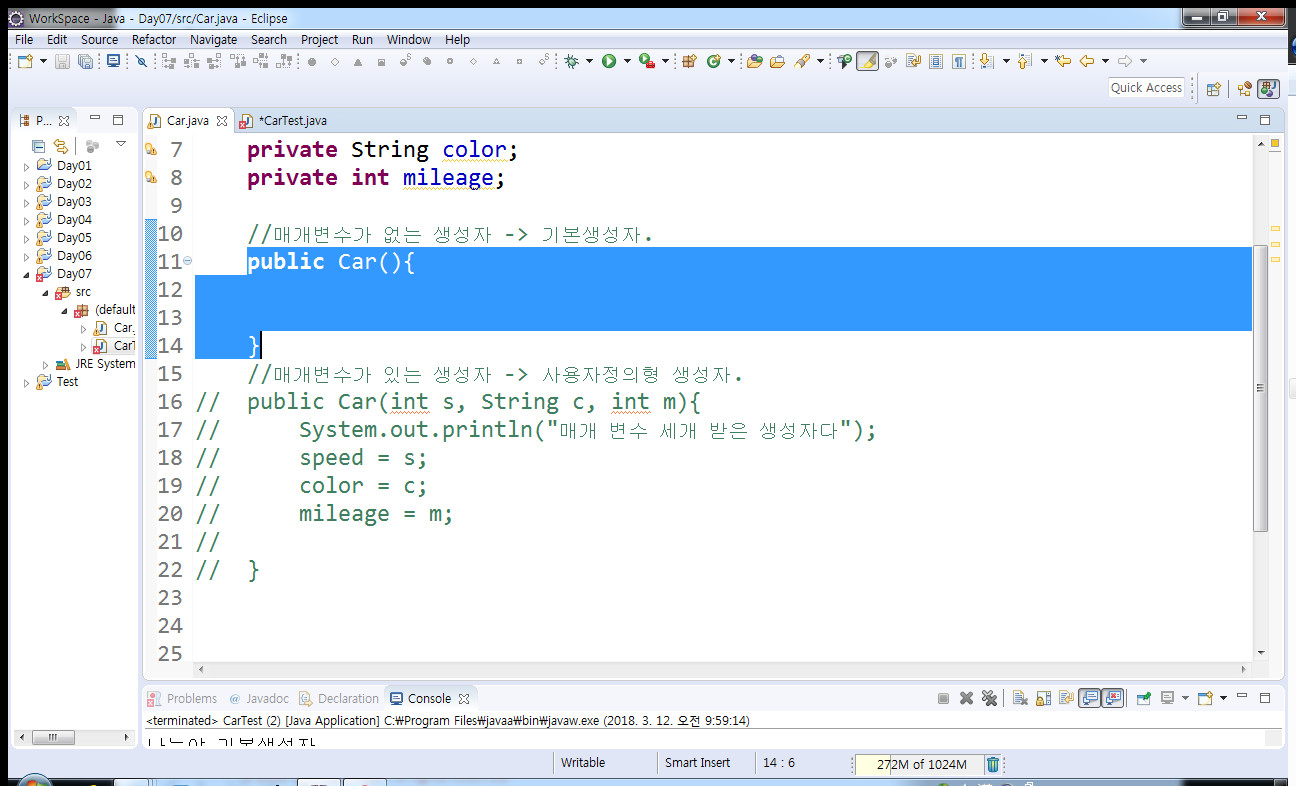 WorkSpace - Java - Day07/src/Car.java - Eclipse
File Edit Source Refactor Navigate Search Project Run Window Help
Quick Access
P...
Car.java
*CarTest.java
Day01
Day02
Day03
Day04
Day05
Day06
Day07
src
(default
Car.
CarT
JRE System
Test
7 private String color;
8 private int mileage;
9
10 //매개변수가 없는 생성자 -> 기본생성자.
11 public Car(){
12
13
14 }
15 //매개변수가 있는 생성자 -> 사용자정의형 생성자.
16 // public Car(int s, String c, int m){
17 // System.out.println("매개 변수 세개 받은 생성자다");
18 // speed = s;
19 // color = c;
20 // mileage = m;
21 //
22 // }
23
24
25
Problems @ Javadoc Declaration Console
<terminated> CarTest (2) [Java Application] C:₩Program Files₩javaa₩bin₩javaw.exe (2018. 3. 12. 오전 9:59:14)
나는야 기본생성자
Writable Smart Insert 14 : 6 272M of 1024M